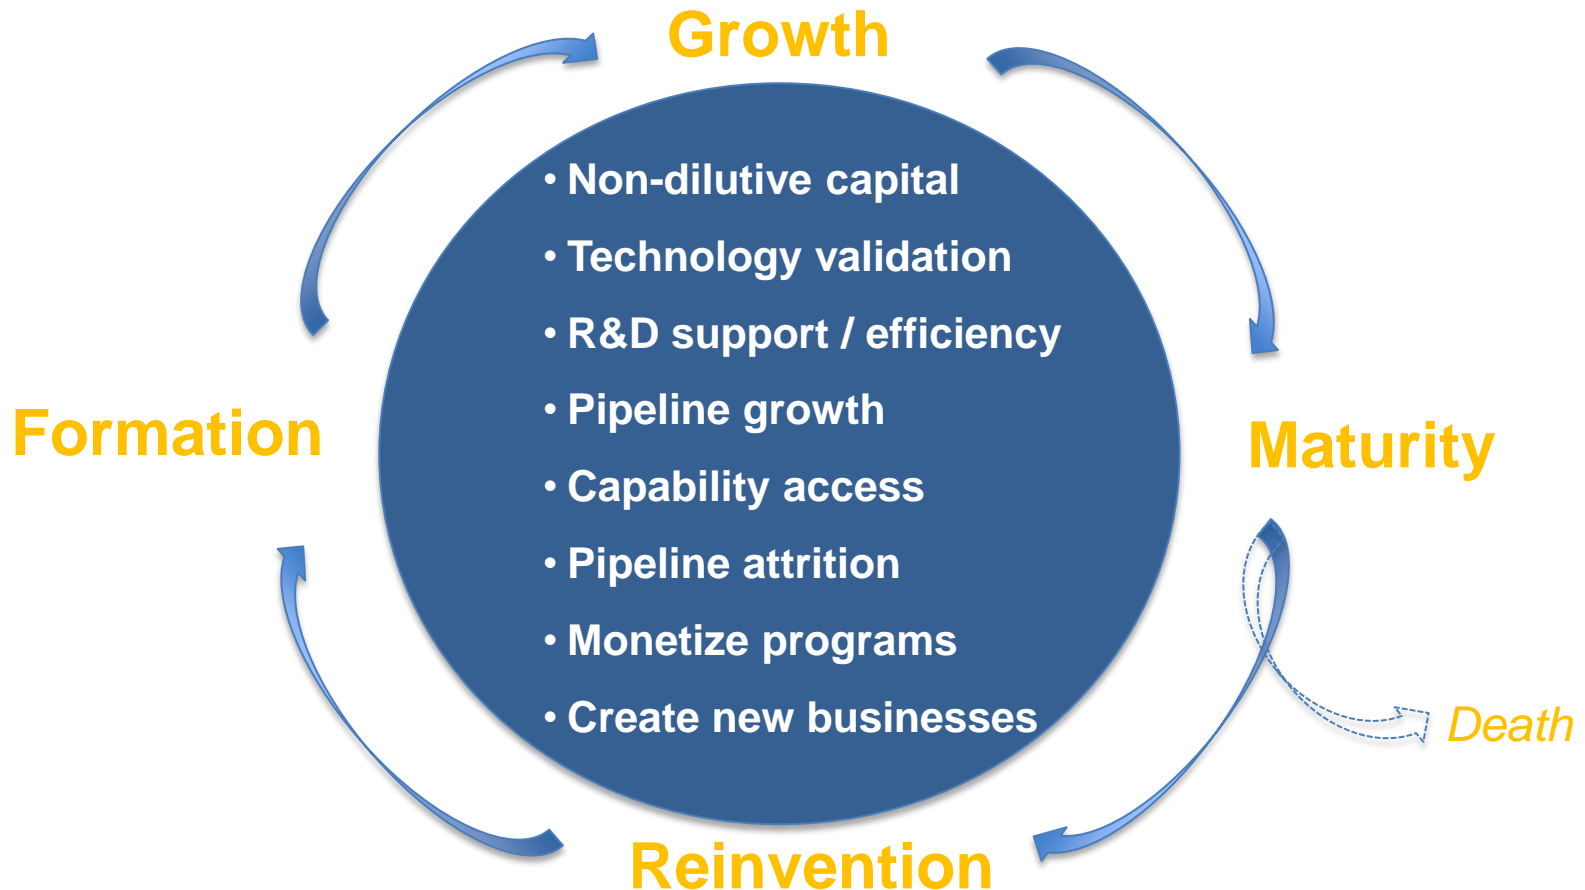 Growth
• Non-dilutive capital
• Technology validation
• R&D support / efficiency
• Pipeline growth
Formation
Maturity
• Capability access
• Pipeline attrition
• Monetize programs
• Create new businesses
Death
Reinvention